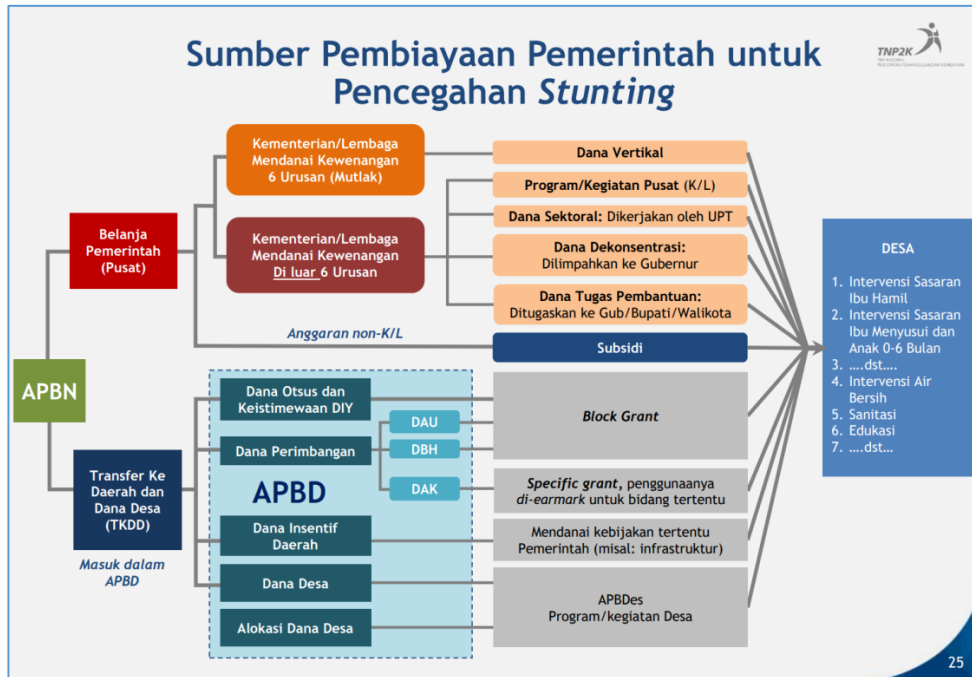 Sumber Pembiayaan Pemerintah untuk
Pencegahan Stunting
TNP2K
Kementerian/Lembaga
Mendanai Kewenangan
6 Urusan (Mutlak)
Dana Vertikal
Program/Kegiatan Pusat (K/L)
Belanja
Pemerintah
(Pusat)
Kementerian/Lembaga
Mendanai Kewenangan
Di luar 6 Urusan
Dana Sektoral: Dikerjakan oleh UPT
Dana Dekonsentrasi:
Dilimpahkan ke Gubernur
Dana Tugas Pembantuan:
Ditugaskan ke Gub/Bupati/Walikota
Anggaran non-K/L
Subsidi
APBN
Dana Otsus dan
Keistimewaan DIY
Dana Perimbangan
DAU
DBH
DAK
Block Grant
APBD
Transfer Ke
Daerah dan
Dana Desa
(TKDD)
Masuk dalam
APBD
Specific grant, penggunaanya
di-earmark untuk bidang tertentu
Dana Insentif
Daerah
Mendanai kebijakan tertentu
Pemerintah (misal: infrastruktur)
Dana Desa
Alokasi Dana Desa
APBDes
Program/kegiatan Desa
DESA
1. Intervensi Sasaran
Ibu Hamil
2. Intervensi Sasaran
Ibu Menyusui dan
Anak 0-6 Bulan
3. ....dst....
4. Intervensi Air
Bersih
5. Sanitasi
6. Edukasi
7. ....dst...
25